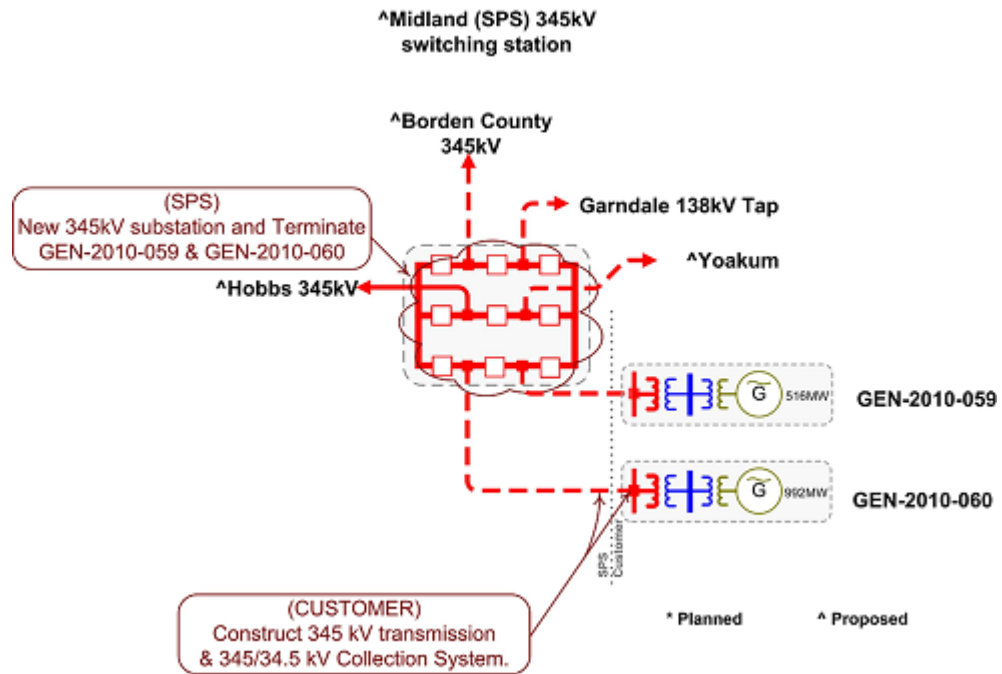 ^Midland (SPS) 345kV
switching station
^Borden County
345kV
(SPS)
New 345kV substation and Terminate
GEN-2010-059 & GEN-2010-060
Garndale 138kV Tap
^Yoakum
^Hobbs 345kV
G
516MW
GEN-2010-059
G
992MW
GEN-2010-060
SPS
Customer
(CUSTOMER)
Construct 345 kV transmission
& 345/34.5 kV Collection System.
* Planned
^ Proposed